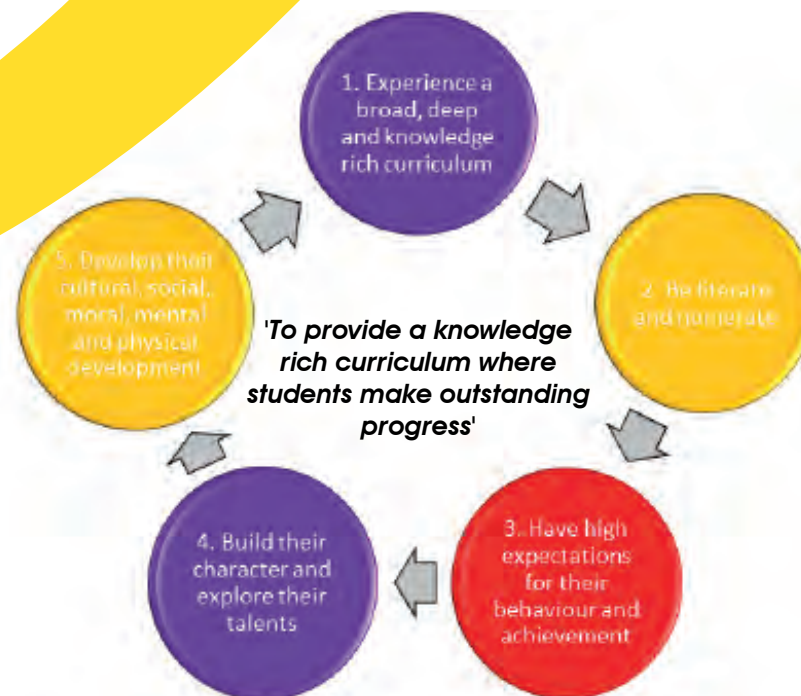 1. Experience a
broad, deep
and knowledge
rich curriculum
2. Be literate
and numerate
3. Have high
expectations
for their
behaviour and
achievement
4. Build their
character and
explore their
talents
5. Develop their
cultural, social,
moral, mental
and physical
development
'To provide a knowledge
rich curriculum where
students make outstanding
progress'